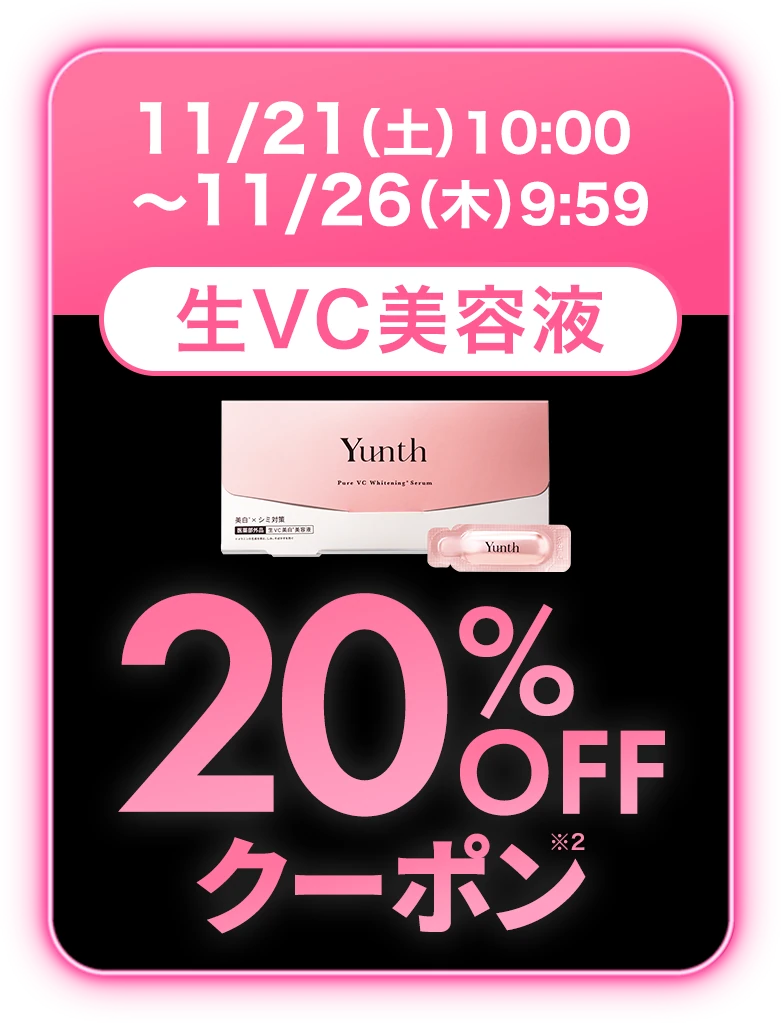 11/21(土)10:00
～11/26(木)9:59
生VC美容液
Yunth
Pure VC Whitening* Serum
美白*×シミ対策
医薬部外品 生VC美白*美容液
Yunth
20%OFF
クーポン※2